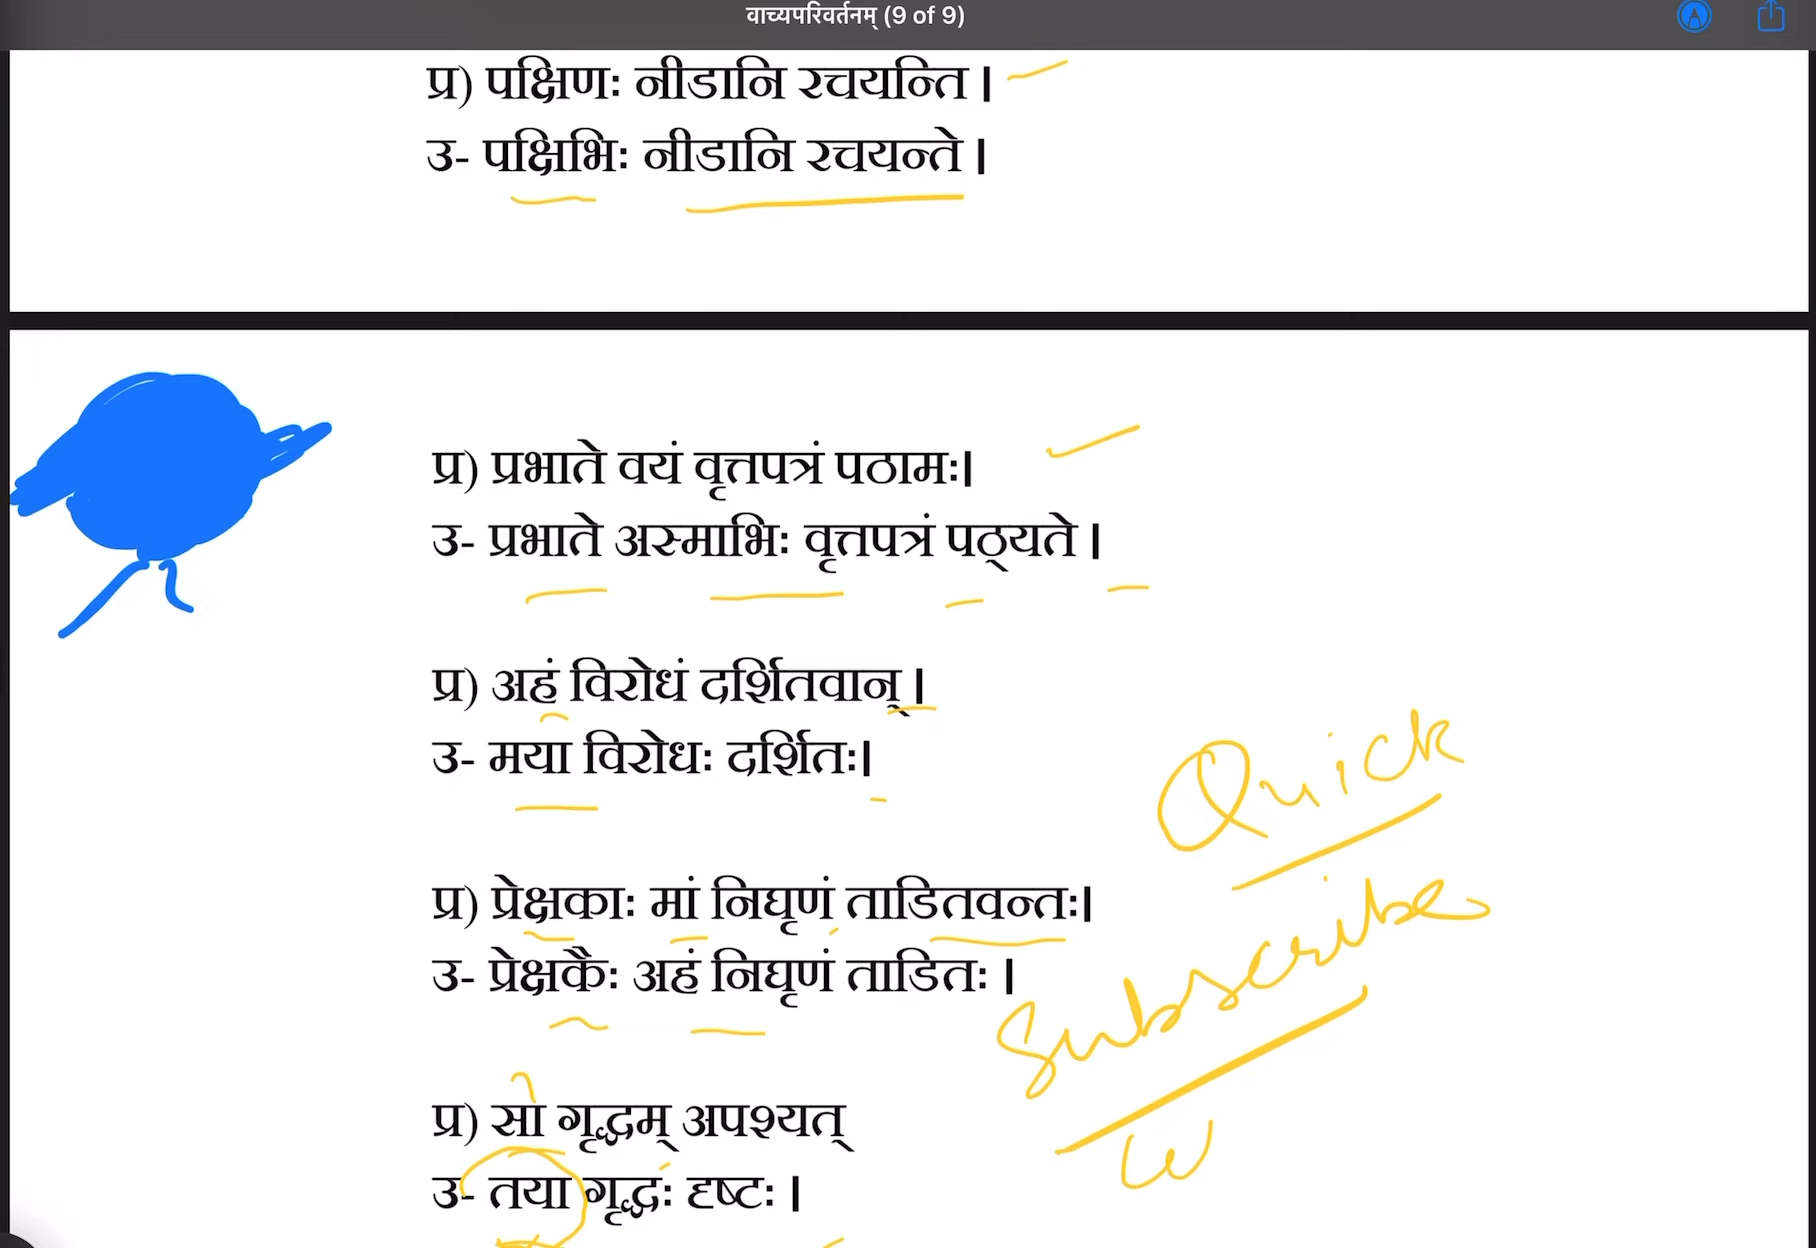 वाच्यपरिवर्तनम् (9 of 9)
प्र) पक्षिणः नीडानि रचयन्ति ।
उ- पक्षिभिः नीडानि रचयन्ते ।
प्र) प्रभाते वयं वृत्तपत्रं पठामः।
उ- प्रभाते अस्माभिः वृत्तपत्रं पठ्यते ।
प्र) अहं विरोधं दर्शितवान् ।
उ- मया विरोधः दर्शितः।
Quick
प्र) प्रेक्षकाः मां निघृणं ताडितवन्तः।
उ- प्रेक्षकैः अहं निघृणं ताडितः ।
Subscribe
प्र) सा गृद्धम् अपश्यत्
उ- तया गृद्धः दृष्टः ।